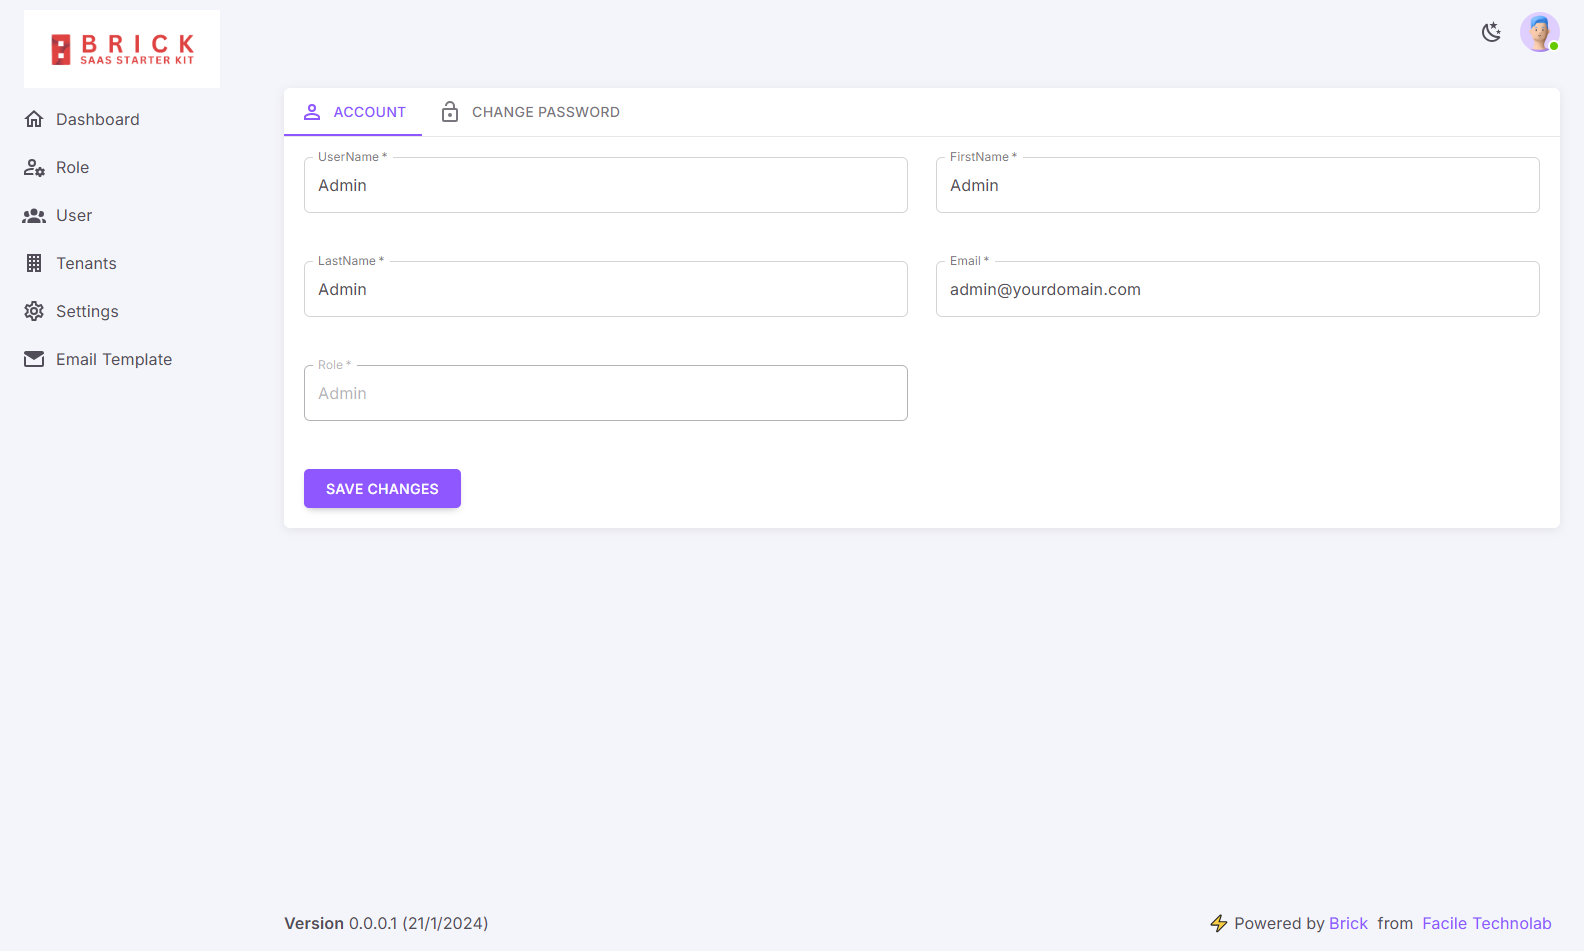 BRICK
SAAS STARTER KIT
Dashboard
Role
User
Tenants
Settings
Email Template
ACCOUNT
CHANGE PASSWORD
UserName *
Admin
FirstName *
Admin
LastName *
Admin
Email *
admin@yourdomain.com
Role *
Admin
SAVE CHANGES
Version 0.0.0.1 (21/1/2024)
Powered by Brick from Facile Technolab